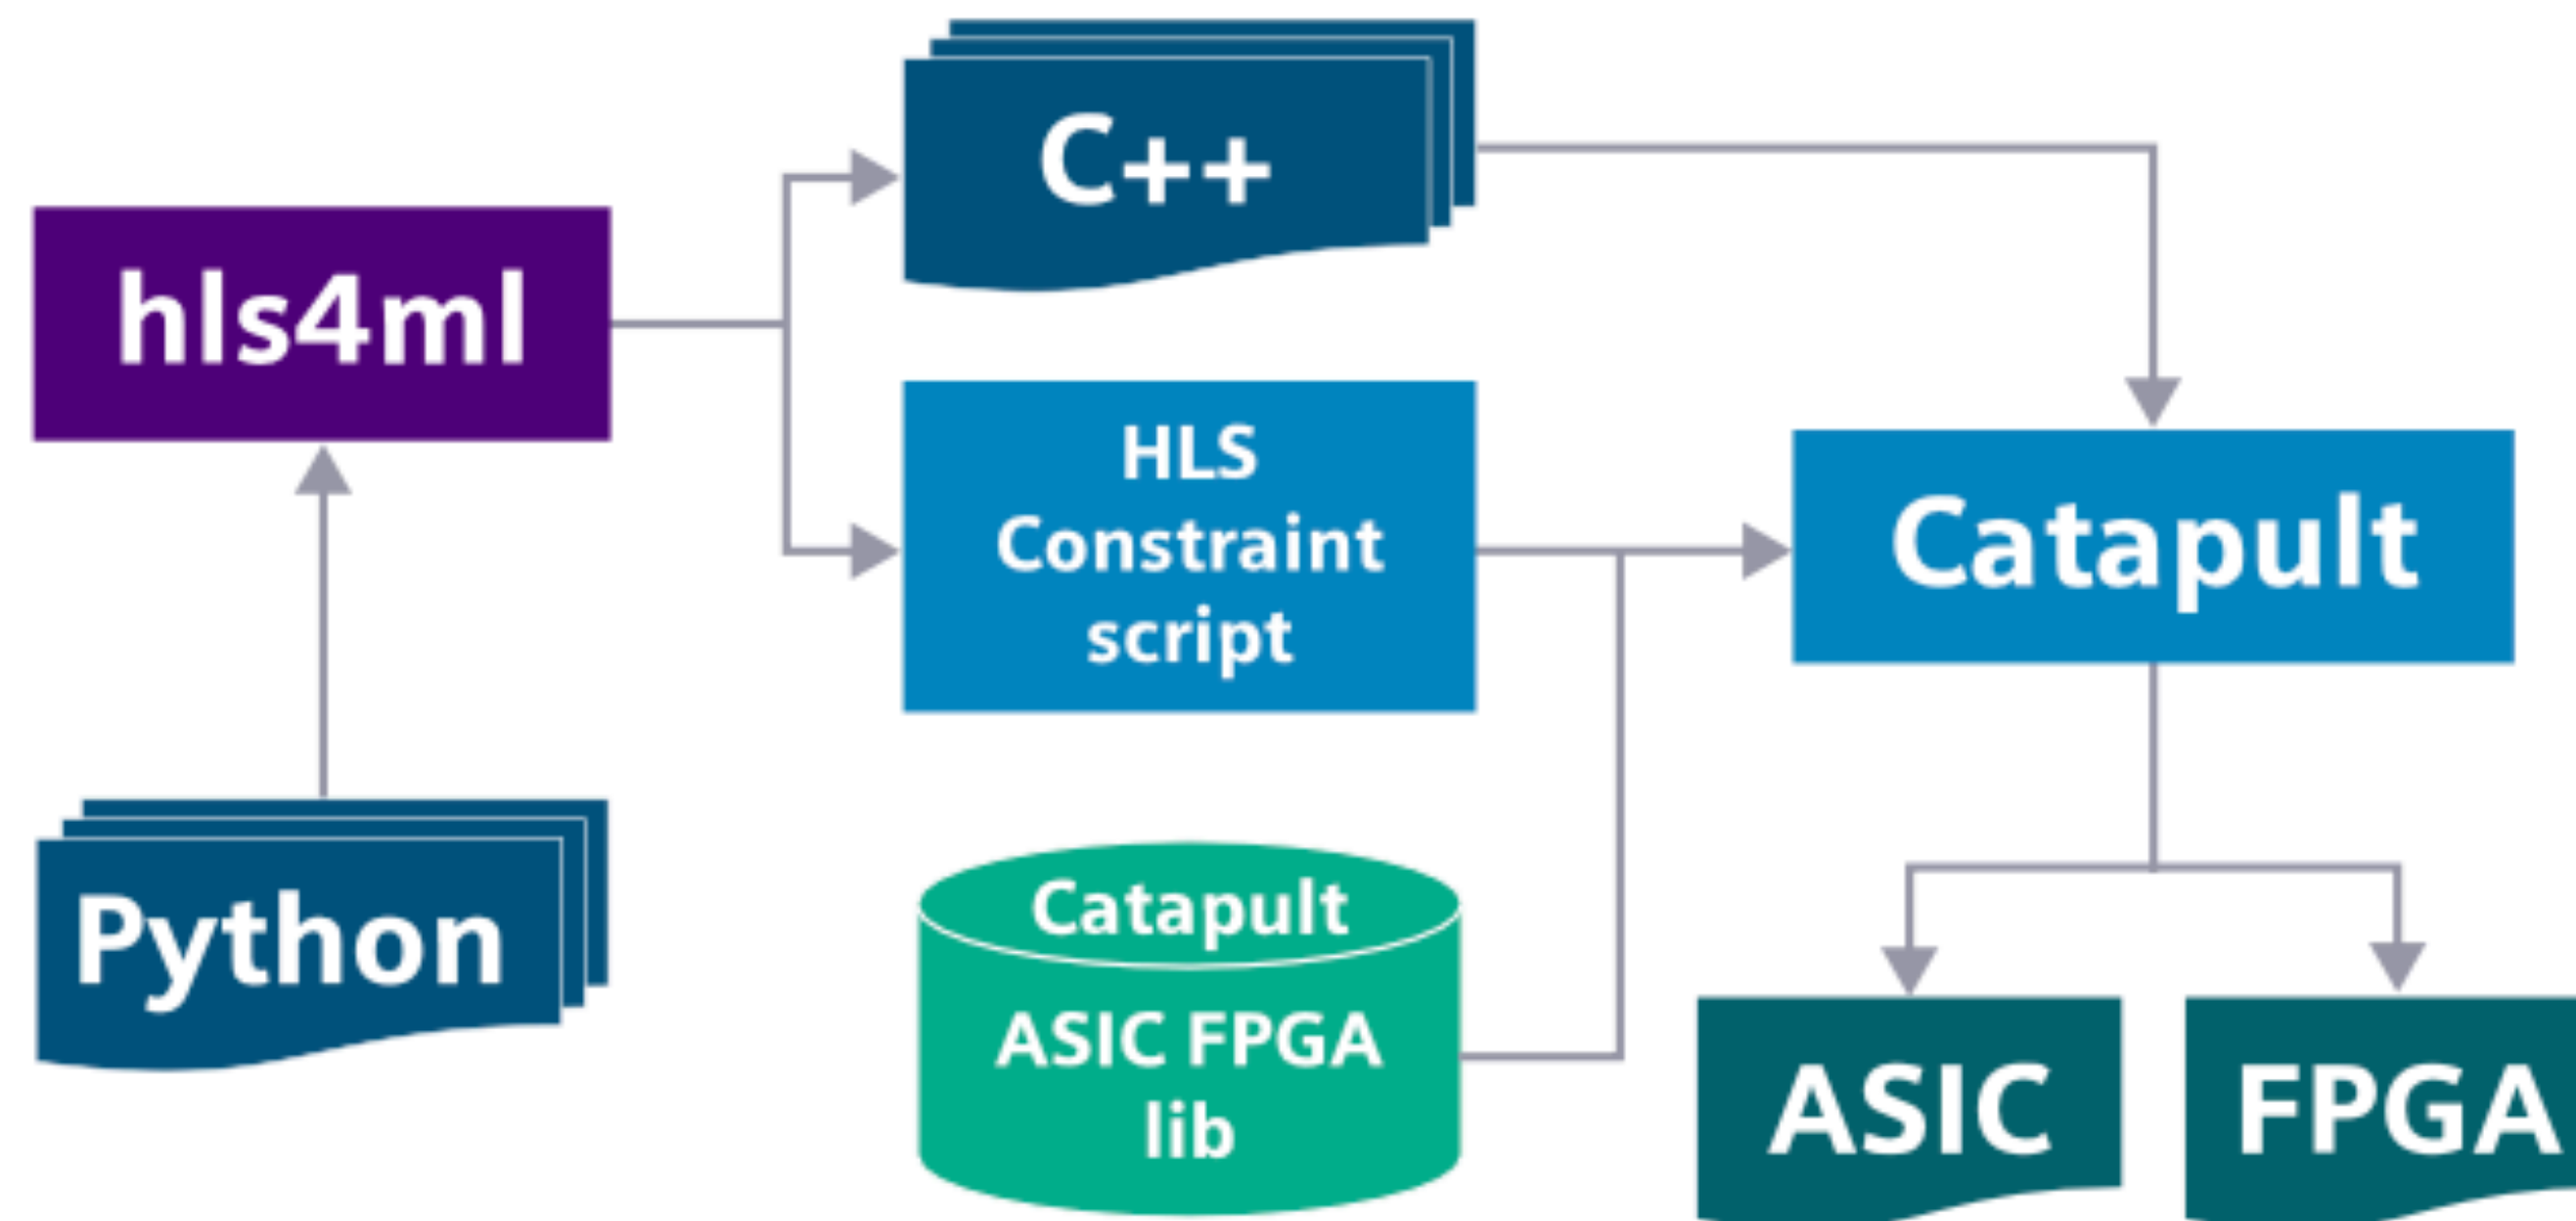 C++
hls4ml
HLS
Constraint
script
Catapult
Python
Catapult
ASIC FPGA
lib
ASIC
FPGA